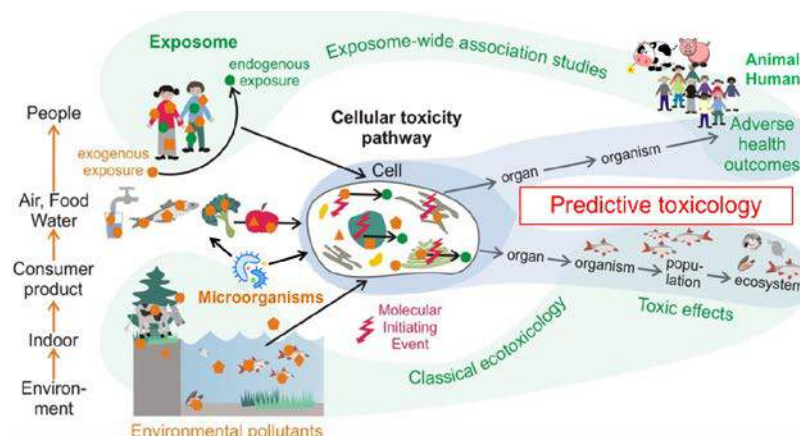 Exposome
endogenous
exposure
Exposome-wide association studies
Animal
Human
People
exogenous
exposure
Cellular toxicity
pathway
Cell
organ
organism
Adverse
health
outcomes
Air, Food
Water
Predictive toxicology
Consumer
product
Microorganisms
organ
organism
popu-
lation
ecosystem
Molecular
Initiating
Event
Toxic effects
Classical ecotoxicology
Indoor
Environ-
ment
Environmental pollutants